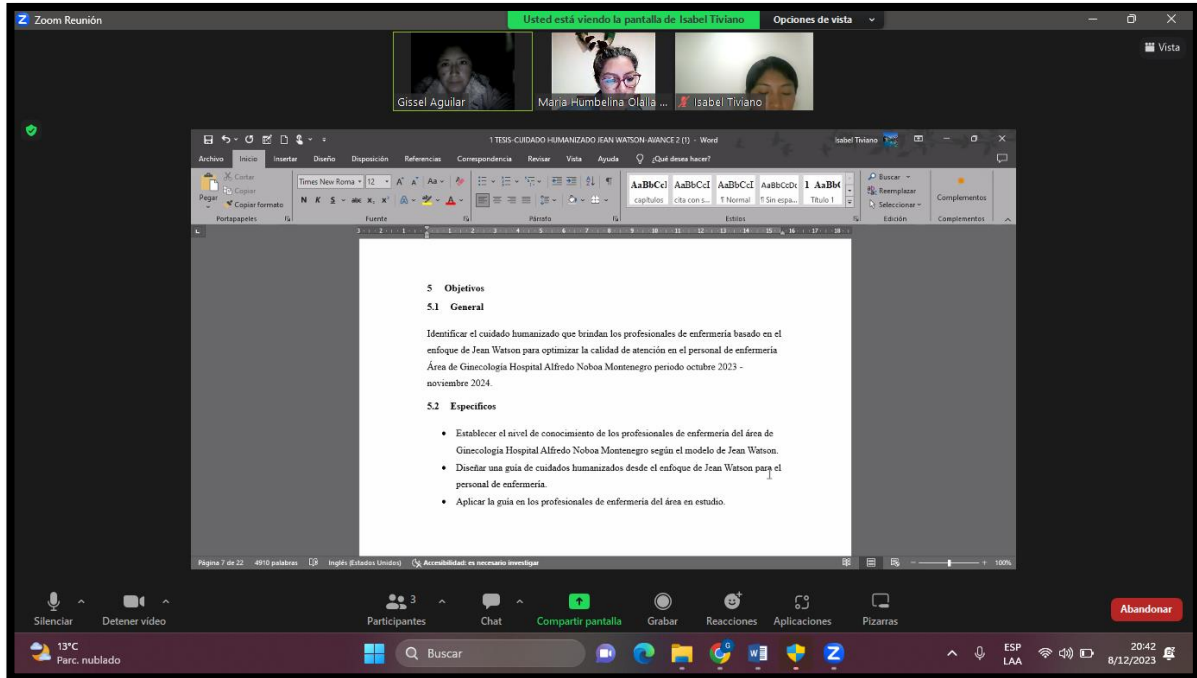 Zoom Reunión
Usted está viendo la pantalla de Isabel Tiviano
Opciones de vista
Vista
Gissel Aguilar
Maria Humbelina Olalla ...
Isabel Tiviano
1 TESIS-CUIDADO HUMANIZADO JEAN WATSON-AVANCE 2 (1) - Word
Isabel Tiviano
Archivo Inicio Insertar Diseño Disposición Referencias Correspondencia Revisar Vista Ayuda ¿Qué desea hacer?
Pegar
Cortar
Copiar
Copiar formato
Portapapeles
Times New Roma 12
N K S abc x, x'
Fuente
Párrafo
AaBbCel AaBbCcI AaBbCcI AaBbCcDc 1 AaBb(
capítulos cita con s... ¶ Normal ¶ Sin espa... Título 1
Estilos
Buscar
Reemplazar
Seleccionar
Edición
Complementos
Complementos
5 Objetivos
5.1 General
Identificar el cuidado humanizado que brindan los profesionales de enfermería basado en el
enfoque de Jean Watson para optimizar la calidad de atención en el personal de enfermería
Área de Ginecología Hospital Alfredo Noboa Montenegro periodo octubre 2023 -
noviembre 2024.
5.2 Específicos
• Establecer el nivel de conocimiento de los profesionales de enfermería del área de
Ginecología Hospital Alfredo Noboa Montenegro según el modelo de Jean Watson.
• Diseñar una guía de cuidados humanizados desde el enfoque de Jean Watson para el
personal de enfermería.
• Aplicar la guía en los profesionales de enfermería del área en estudio.
Página 7 de 22 4910 palabras Inglés (Estados Unidos) Accesibilidad: es necesario investigar
100%
Silenciar
Detener video
Participantes 3
Chat
Compartir pantalla
Grabar
Reacciones
Aplicaciones
Pizarras
Abandonar
13°C
Parc. nublado
Buscar
ESP
LAA
20:42
8/12/2023